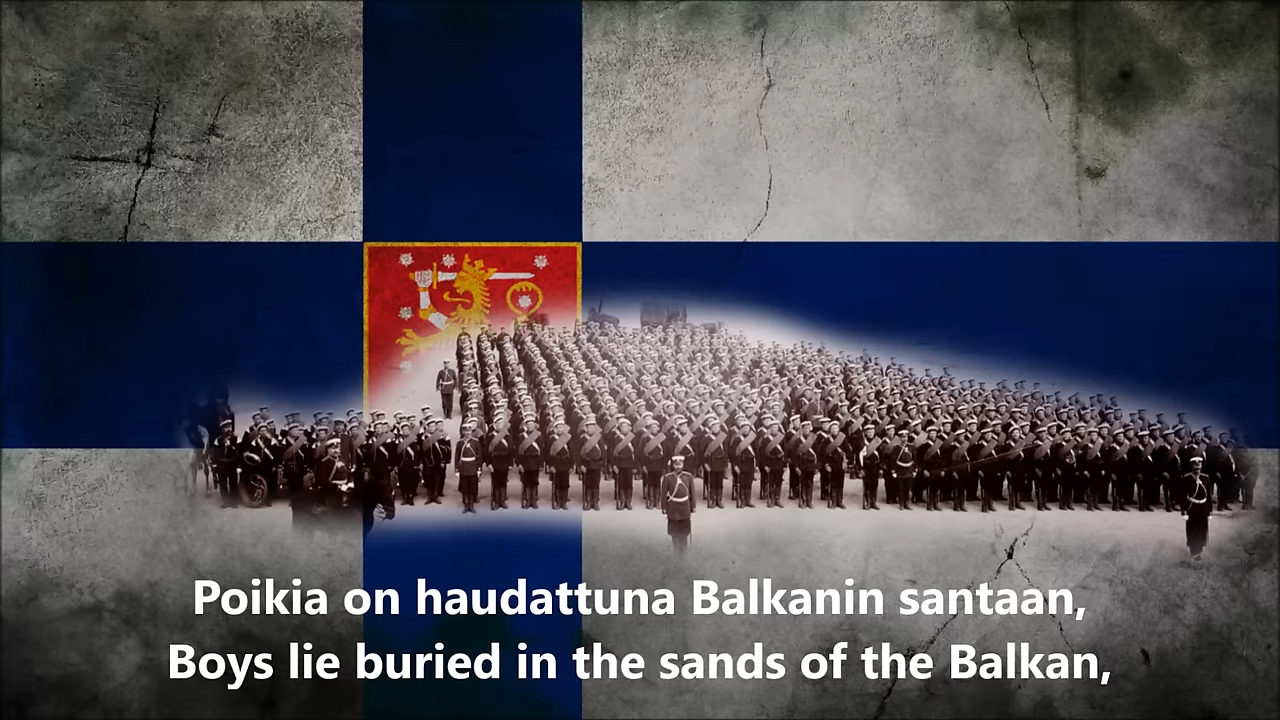 Poikia on haudattuna Balkanin santaan,
Boys lie buried in the sands of the Balkan,